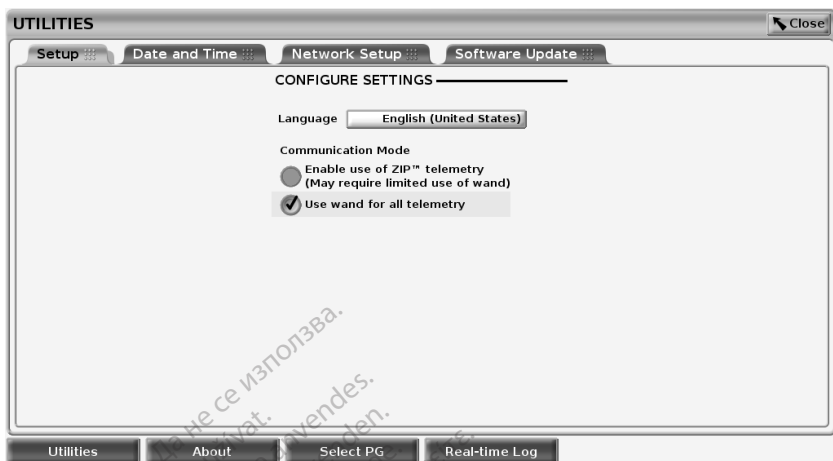 UTILITIES
Close
Setup
Date and Time
Network Setup
Software Update
CONFIGURE SETTINGS
Language
English (United States)
Communication Mode
Enable use of ZIP™ telemetry
(May require limited use of wand)
Use wand for all telemetry
Да не се използва.
Utilities
About
Select PG
Real-time Log